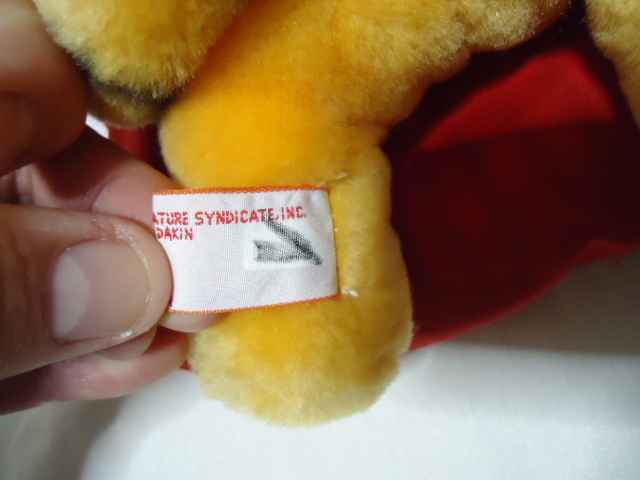 ATURE SYNDICATE, INC.
DAKIN